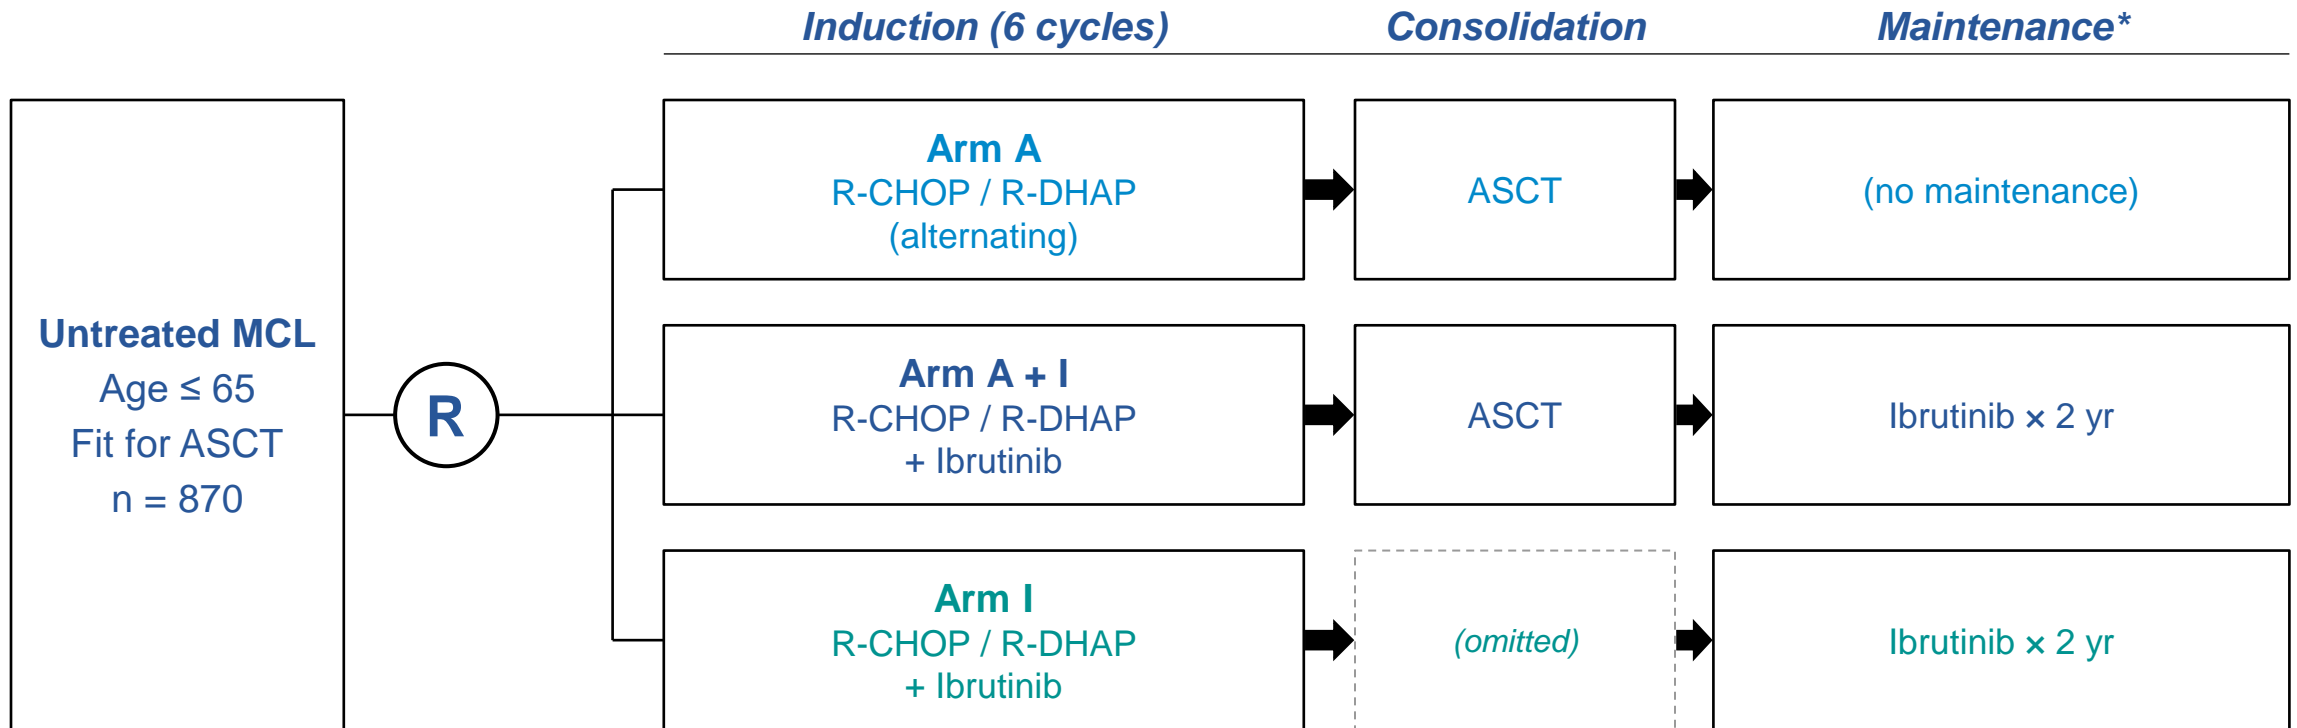 Induction (6 cycles) Consolidation Maintenance*
Untreated MCL
Age ≤ 65
Fit for ASCT
n = 870
R
Arm A
R-CHOP / R-DHAP
(alternating)
ASCT
(no maintenance)
Arm A + I
R-CHOP / R-DHAP
+ Ibrutinib
ASCT
Ibrutinib × 2 yr
Arm I
R-CHOP / R-DHAP
+ Ibrutinib
(omitted)
Ibrutinib × 2 yr